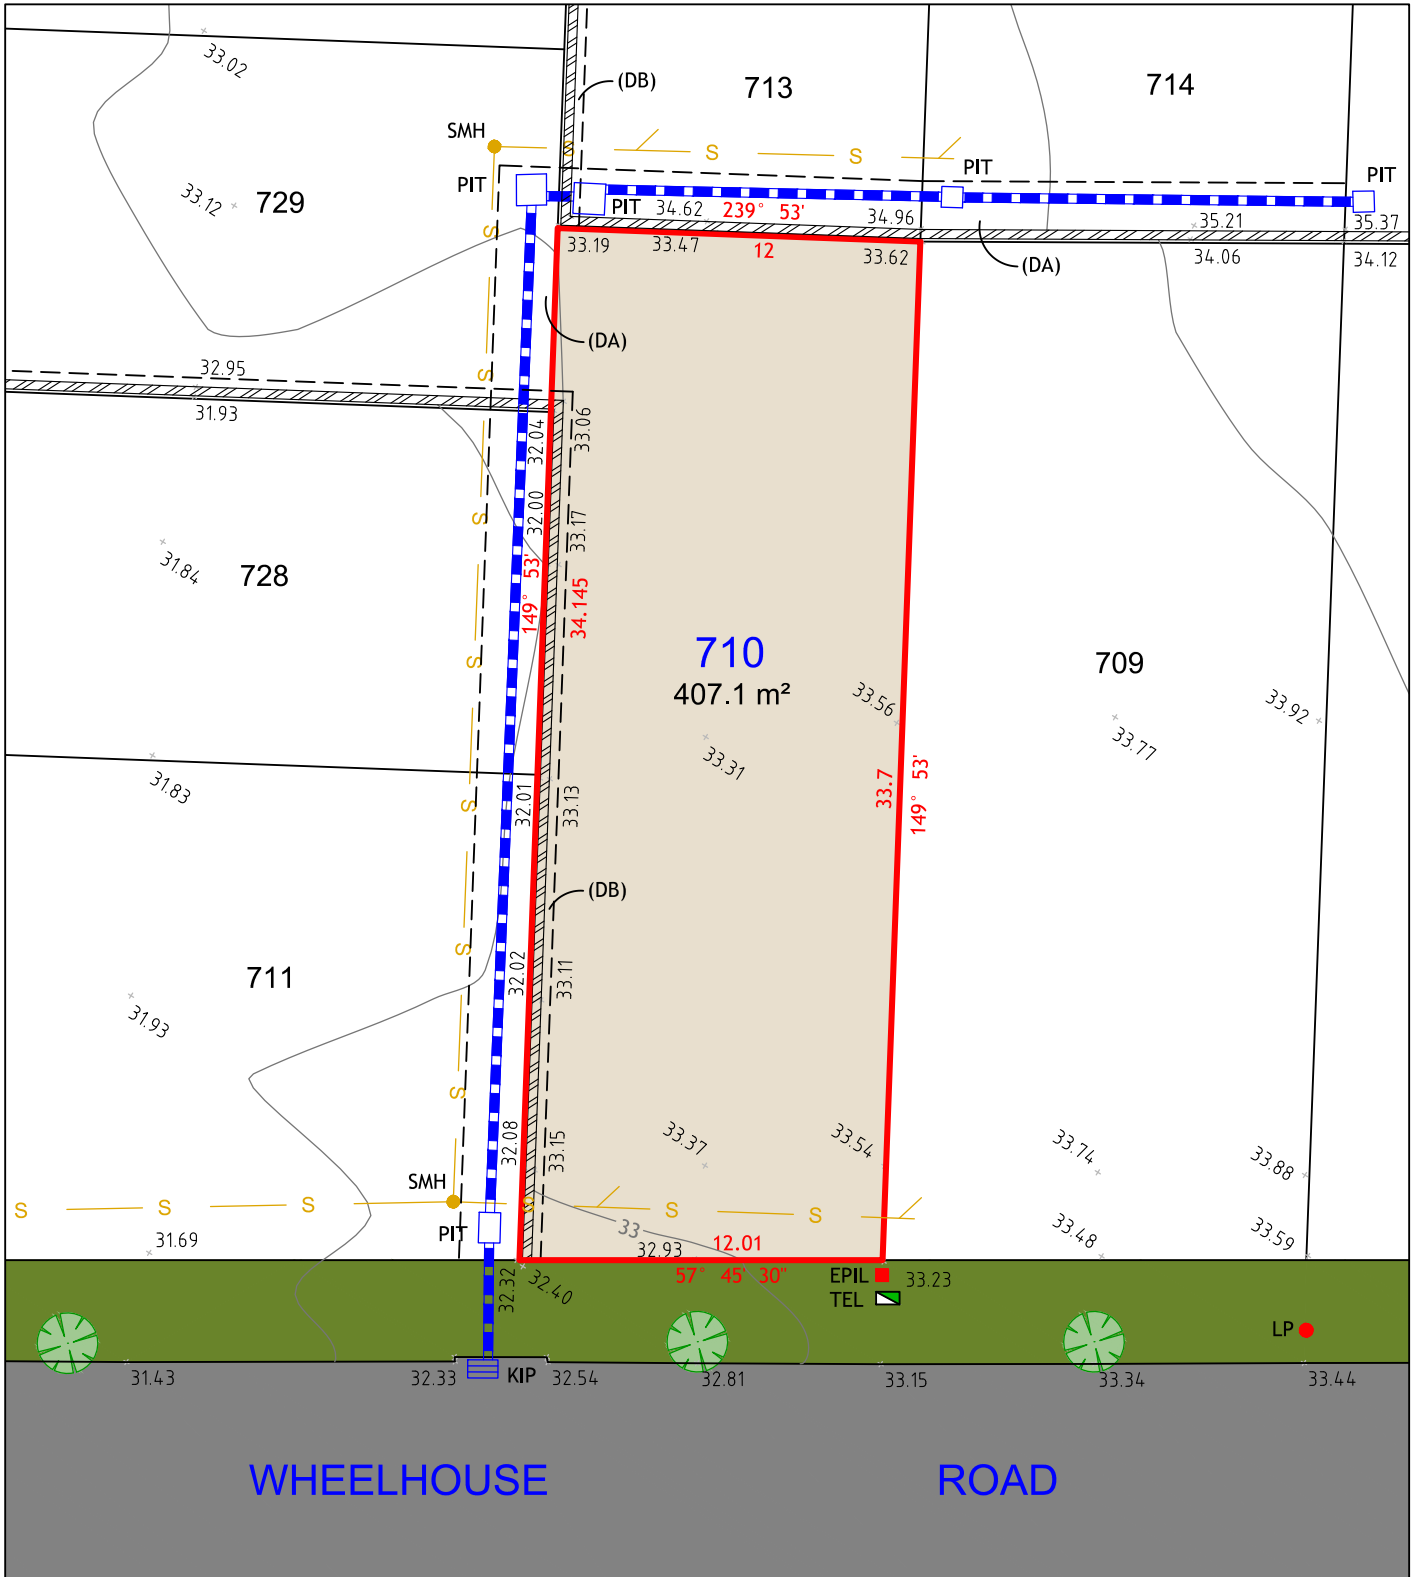 33.02
(DB)
713
714
SMH
S
S
S
PIT
PIT
PIT
729
33.12
PIT
34.62
239° 53'
34.96
35.21
35.37
S
33.19
33.47
12
33.62
(DA)
34.06
34.12
(DA)
32.95
S
31.93
32.04
33.06
S
32.00
33.17
31.84
728
149° 53'
34.145
S
710
407.1 m²
709
33.56
33.92
33.31
33.77
31.83
S
32.01
33.13
33.7
149° 53'
(DB)
S
32.02
33.11
711
31.93
S
32.08
33.15
33.37
33.54
33.74
33.88
SMH
S
S
S
S
S
S
PIT
31.69
33
32.93
12.01
33.48
33.59
32.32
32.40
57° 45' 30"
EPIL
33.23
TEL
LP
31.43
32.33
KIP
32.54
32.81
33.15
33.34
33.44
WHEELHOUSE ROAD